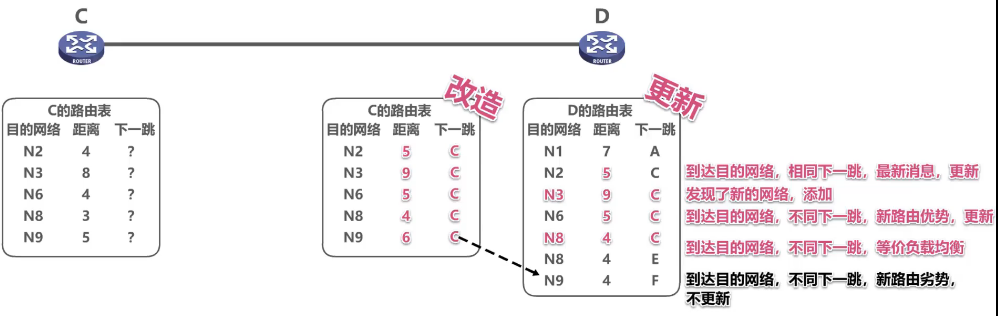 C
D
ROUTER
ROUTER
C的路由表
目的网络 距离 下一跳
N2 4 ?
N3 8 ?
N6 4 ?
N8 3 ?
N9 5 ?
改造
C的路由表
目的网络 距离 下一跳
N2 5 C
N3 9 C
N6 5 C
N8 4 C
N9 6 C
更新
D的路由表
目的网络 距离 下一跳
N1 7 A
N2 5 C
N3 9 C
N6 5 C
N8 4 C
N8 4 E
N9 4 F
到达目的网络，相同下一跳，最新消息，更新
发现了新的网络，添加
到达目的网络，不同下一跳，新路由优势，更新
到达目的网络，不同下一跳，等价负载均衡
到达目的网络，不同下一跳，新路由劣势，
不更新